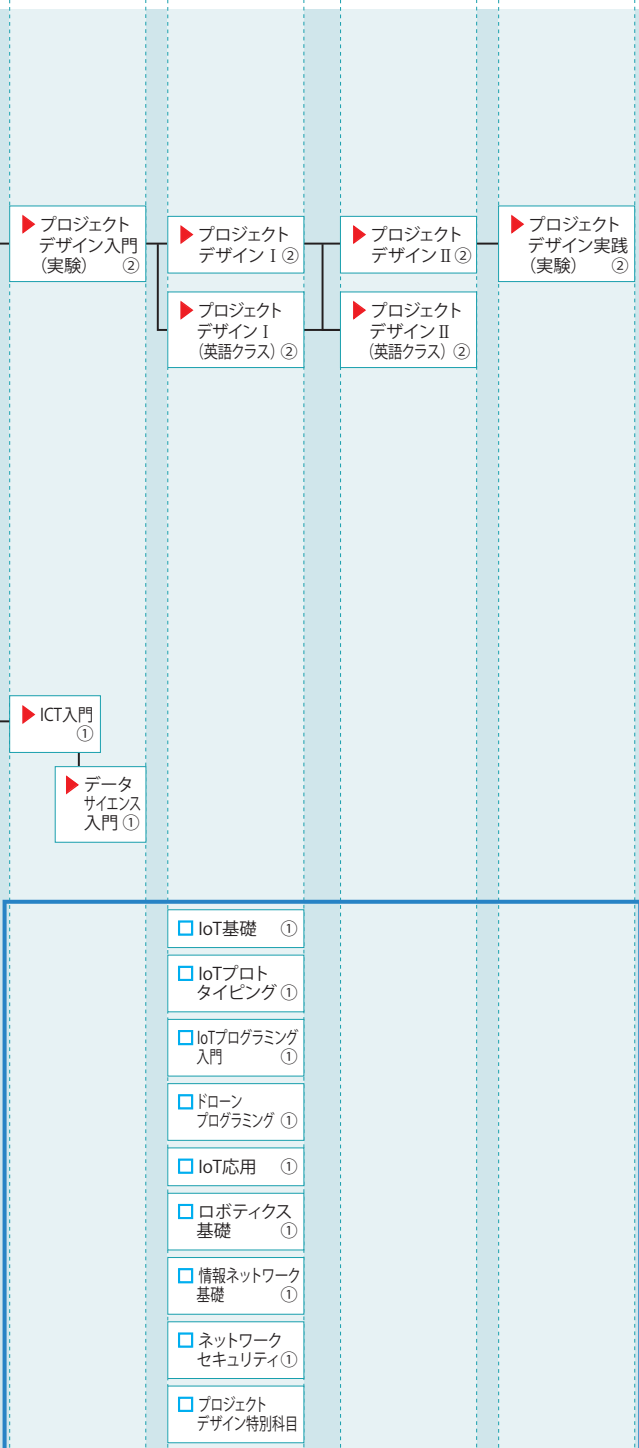 ▶プロジェクト
デザイン入門
(実験) ②
▶プロジェクト
デザインⅠ②
▶プロジェクト
デザインⅡ②
▶プロジェクト
デザイン実践
(実験) ②
▶プロジェクト
デザインⅠ
(英語クラス)②
▶プロジェクト
デザインⅡ
(英語クラス)②
▶ICT入門
①
▶データ
サイエンス
入門①
□IoT基礎 ①
□IoTプロト
タイピング①
□IoTプログラミング
入門 ①
□ドローン
プログラミング①
□IoT応用 ①
□ロボティクス
基礎 ①
□情報ネットワーク
基礎 ①
□ネットワーク
セキュリティ①
□プロジェクト
デザイン特別科目